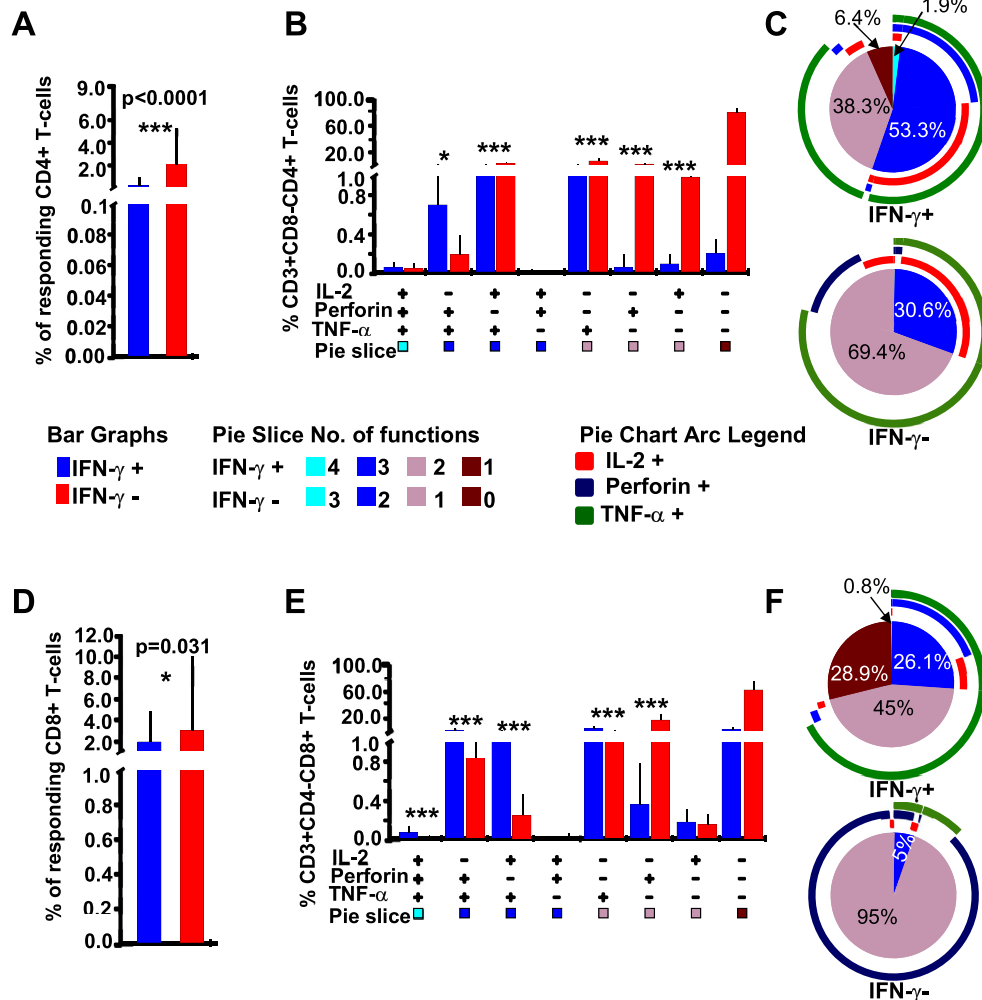 A
% of responding CD4+ T-cells
9.0
6.0
4.0
2.0
0.1
0.08
0.06
0.04
0.02
0.00
p<0.0001
***
B
% CD3+CD8-CD4+ T-cells
100.0
60.0
20.0
1.0
0.8
0.4
0.0
* *** *** *** ***
IL-2 + - + + - - + -
Perforin + + - + - + - -
TNF-α + + + - + - - -
Pie slice
C
6.4%
1.9%
38.3%
53.3%
IFN-γ+
30.6%
69.4%
IFN-γ-
Bar Graphs
IFN-γ +
IFN-γ -
Pie Slice No. of functions
IFN-γ + 4 3 2 1
IFN-γ - 3 2 1 0
Pie Chart Arc Legend
IL-2 +
Perforin +
TNF-α +
D
% of responding CD8+ T-cells
12.0
10.0
8.0
6.0
4.0
2.0
1.0
0.8
0.6
0.4
0.2
0.0
p=0.031
*
E
% CD3+CD4-CD8+ T-cells
100.0
60.0
20.0
1.0
0.8
0.4
0.0
*** *** *** *** ***
IL-2 + - + + - - + -
Perforin + + - + - + - -
TNF-α + + + - + - - -
Pie slice
F
0.8%
28.9%
26.1%
45%
IFN-γ+
5%
95%
IFN-γ-